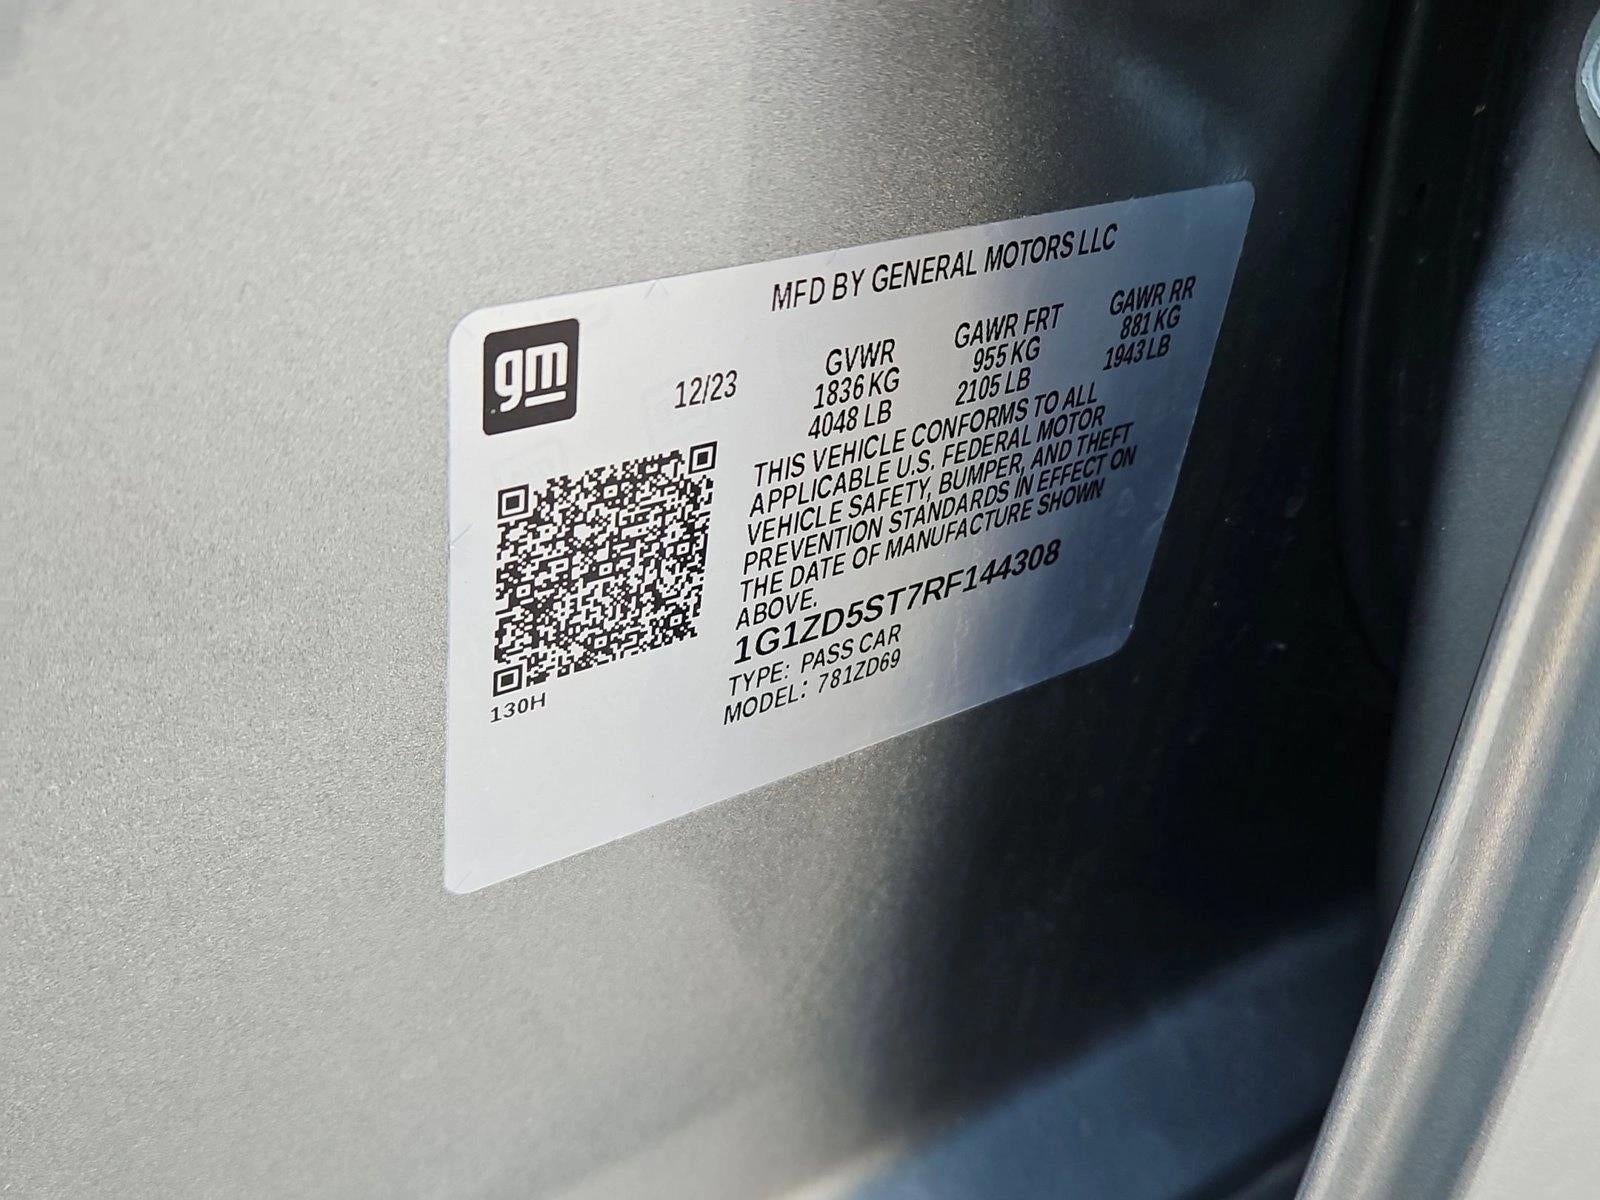 MFD BY GENERAL MOTORS LLC
gm
12/23
GVWR
1836 KG
4048 LB
GAWR FRT
955 KG
2105 LB
GAWR RR
881 KG
1943 LB
THIS VEHICLE CONFORMS TO ALL
APPLICABLE U.S. FEDERAL MOTOR
VEHICLE SAFETY, BUMPER, AND THEFT
PREVENTION STANDARDS IN EFFECT ON
THE DATE OF MANUFACTURE SHOWN
ABOVE.
1G1ZD5ST7RF144308
TYPE: PASS CAR
MODEL: 781ZD69
130H